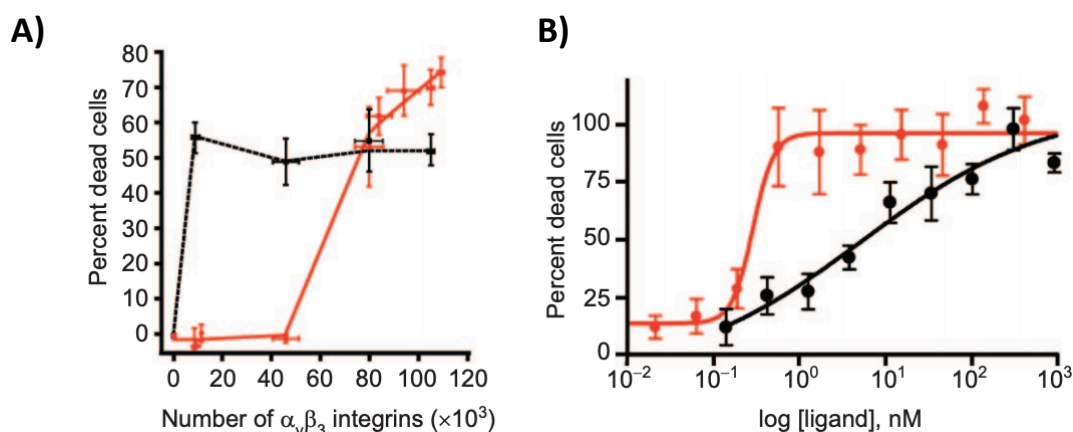 A)
80
70
60
50
40
30
20
10
0
Percent dead cells
0 20 40 60 80 100 120
Number of αvβ3 integrins (×10³)
B)
100
75
50
25
0
Percent dead cells
10⁻² 10⁻¹ 10⁰ 10¹ 10² 10³
log [ligand], nM